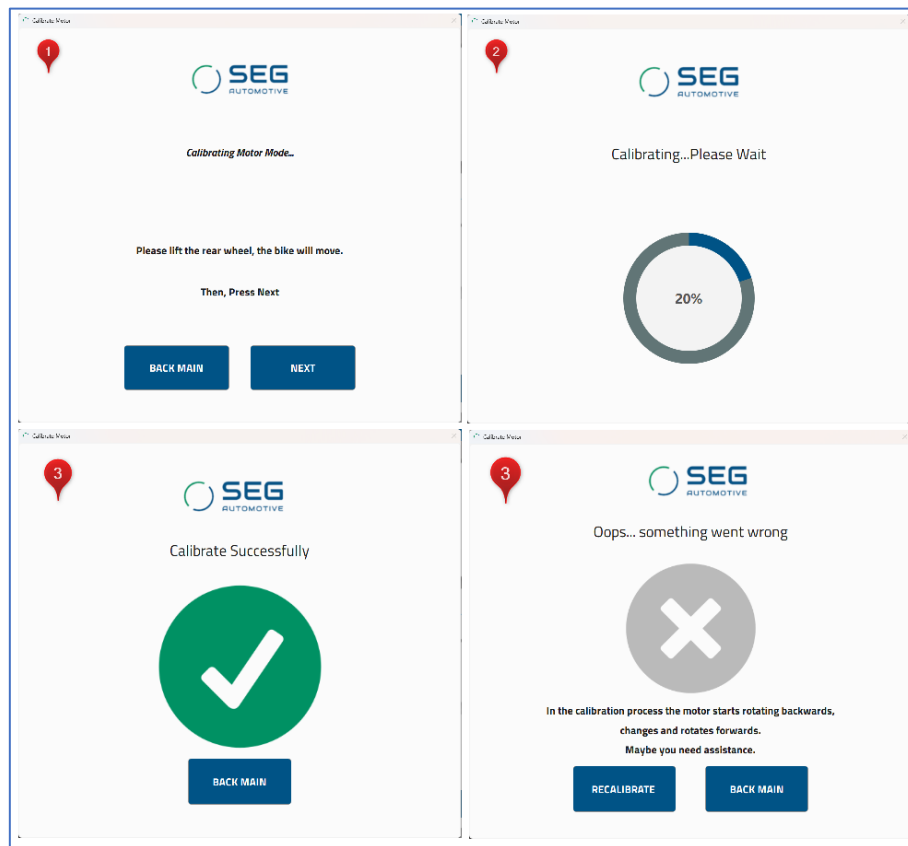 Calibrate Motor
1
SEG
AUTOMOTIVE
Calibrating Motor Mode...
Please lift the rear wheel, the bike will move.
Then, Press Next
BACK MAIN
NEXT
Calibrate Motor
2
SEG
AUTOMOTIVE
Calibrating...Please Wait
20%
Calibrate Motor
3
SEG
AUTOMOTIVE
Calibrate Successfully
BACK MAIN
Calibrate Motor
3
SEG
AUTOMOTIVE
Oops... something went wrong
In the calibration process the motor starts rotating backwards,
changes and rotates forwards.
Maybe you need assistance.
RECALIBRATE
BACK MAIN